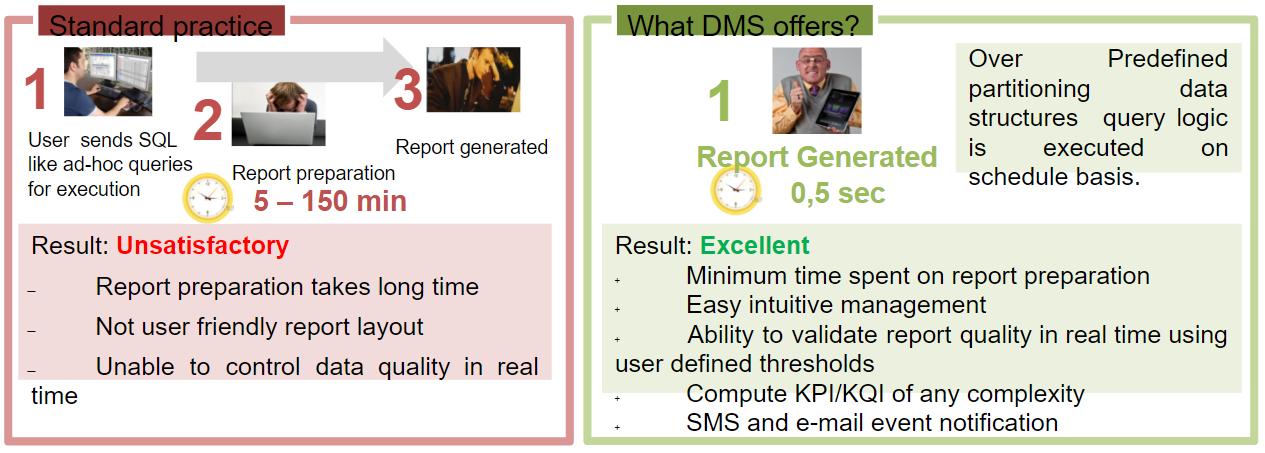 Standard practice
1
User sends SQL
like ad-hoc queries
for execution
2
Report preparation
5 – 150 min
3
Report generated
Result: Unsatisfactory
– Report preparation takes long time
– Not user friendly report layout
– Unable to control data quality in real
time
What DMS offers?
1
Report Generated
0,5 sec
Over Predefined
partitioning data
structures query logic
is executed on
schedule basis.
Result: Excellent
+ Minimum time spent on report preparation
+ Easy intuitive management
+ Ability to validate report quality in real time using
user defined thresholds
+ Compute KPI/KQI of any complexity
+ SMS and e-mail event notification